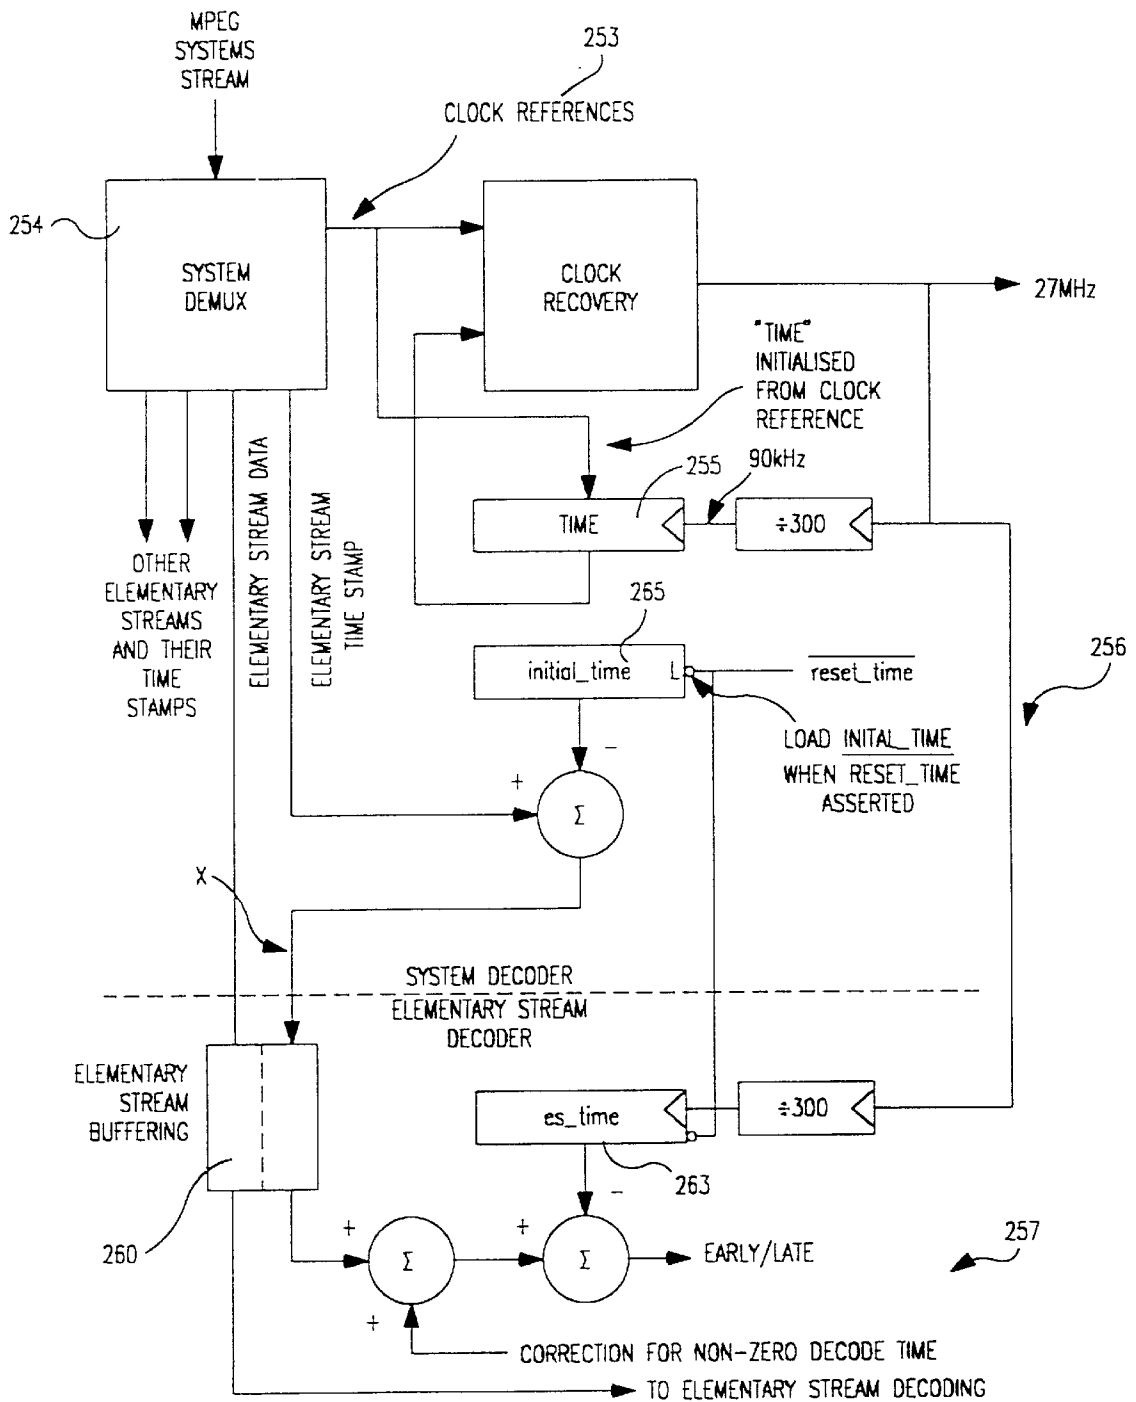 MPEG
SYSTEMS
STREAM
253
CLOCK REFERENCES
254
SYSTEM
DEMUX
CLOCK
RECOVERY
27MHz
"TIME"
INITIALISED
FROM CLOCK
REFERENCE
255
90kHz
TIME
÷300
OTHER
ELEMENTARY
STREAMS
AND THEIR
TIME
STAMPS
ELEMENTARY STREAM DATA
ELEMENTARY STREAM
TIME STAMP
265
initial_time
L
reset_time
256
LOAD INITAL_TIME
WHEN RESET_TIME
ASSERTED
−
+
Σ
X
SYSTEM DECODER
ELEMENTARY STREAM
DECODER
ELEMENTARY
STREAM
BUFFERING
es_time
÷300
263
260
−
+
Σ
+
+
Σ
EARLY/LATE
257
CORRECTION FOR NON-ZERO DECODE TIME
TO ELEMENTARY STREAM DECODING